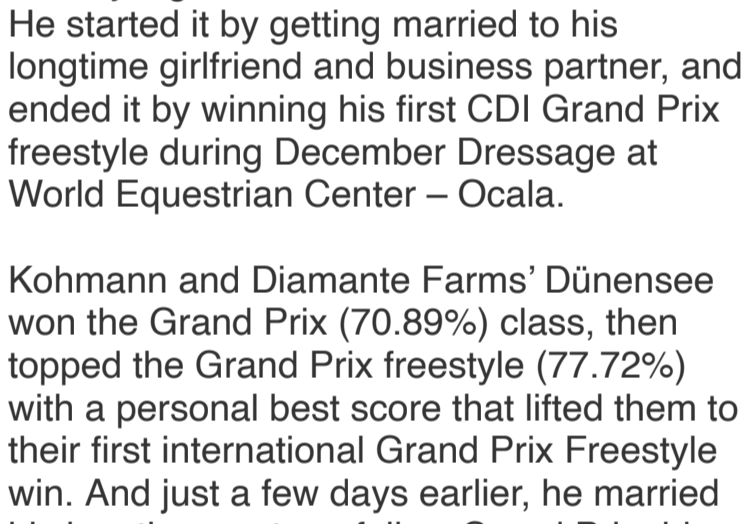 He started it by getting married to his
longtime girlfriend and business partner, and
ended it by winning his first CDI Grand Prix
freestyle during December Dressage at
World Equestrian Center – Ocala.
Kohmann and Diamante Farms’ Dünensee
won the Grand Prix (70.89%) class, then
topped the Grand Prix freestyle (77.72%)
with a personal best score that lifted them to
their first international Grand Prix Freestyle
win. And just a few days earlier, he married